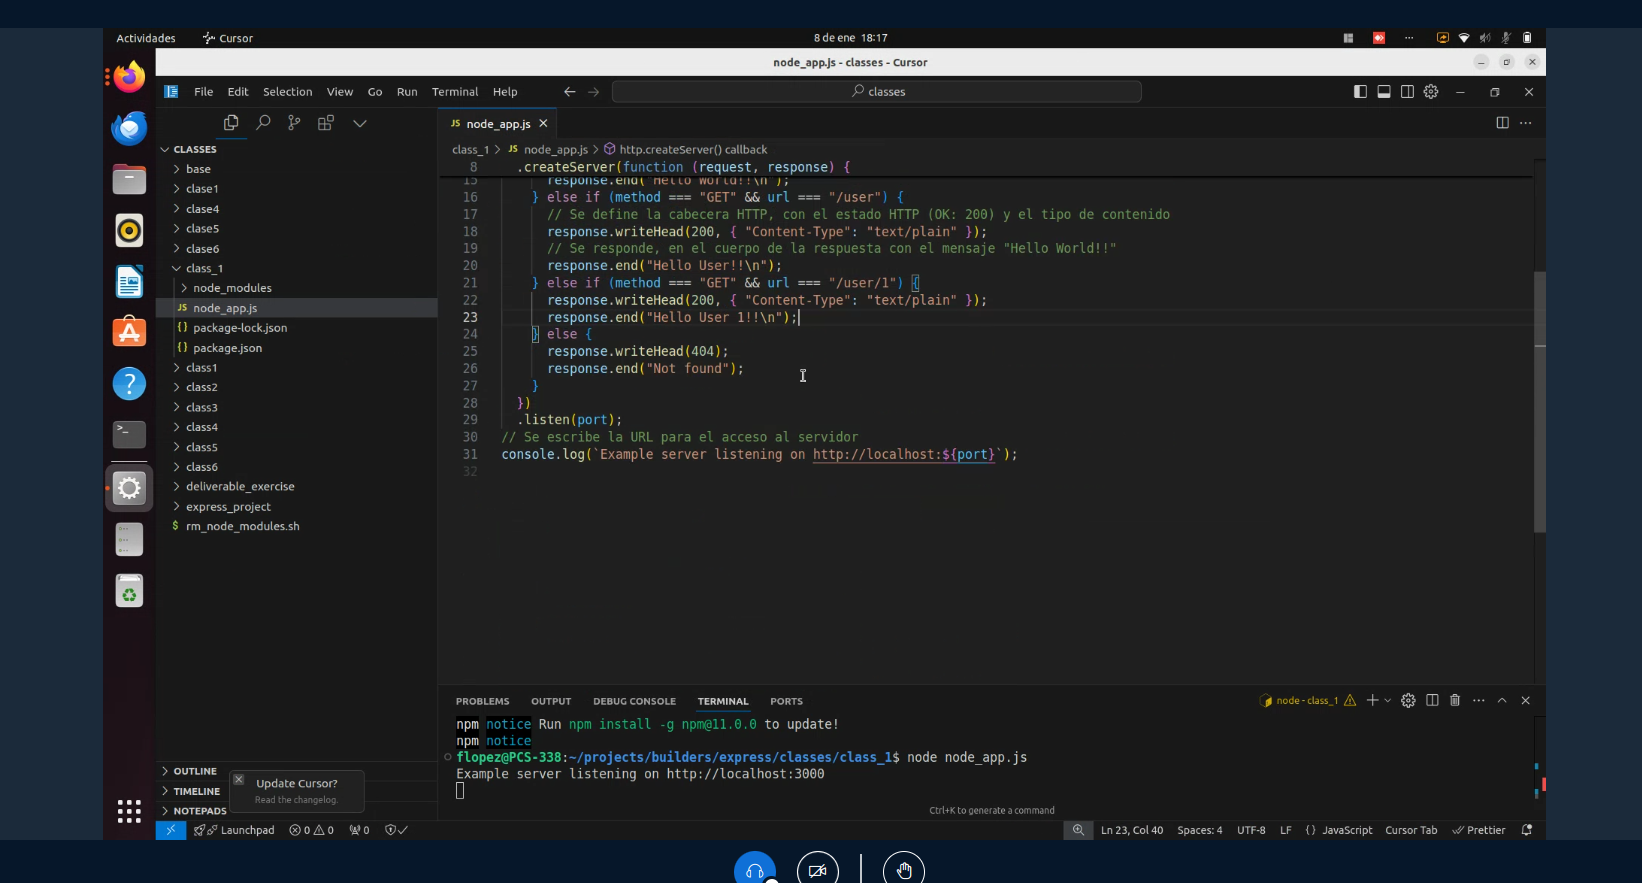 Actividades
Cursor
8 de ene 18:17
node_app.js - classes - Cursor
File Edit Selection View Go Run Terminal Help
classes
JS node_app.js
class_1 > JS node_app.js > http.createServer() callback
CLASSES
base
clase1
clase4
clase5
clase6
class_1
node_modules
JS node_app.js
{} package-lock.json
{} package.json
class1
class2
class3
class4
class5
class6
deliverable_exercise
express_project
$ rm_node_modules.sh
OUTLINE
TIMELINE
NOTEPADS
Update Cursor?
Read the changelog.
8 .createServer(function (request, response) {
15 response.end("Hello World!!\n");
16 } else if (method === "GET" && url === "/user") {
17 // Se define la cabecera HTTP, con el estado HTTP (OK: 200) y el tipo de contenido
18 response.writeHead(200, { "Content-Type": "text/plain" });
19 // Se responde, en el cuerpo de la respuesta con el mensaje "Hello World!!"
20 response.end("Hello User!!\n");
21 } else if (method === "GET" && url === "/user/1") {
22 response.writeHead(200, { "Content-Type": "text/plain" });
23 response.end("Hello User 1!!\n");
24 } else {
25 response.writeHead(404);
26 response.end("Not found");
27 }
28 })
29 .listen(port);
30 // Se escribe la URL para el acceso al servidor
31 console.log(`Example server listening on http://localhost:${port}`);
32
PROBLEMS OUTPUT DEBUG CONSOLE TERMINAL PORTS
node - class_1
npm notice Run npm install -g npm@11.0.0 to update!
npm notice
flopez@PCS-338:~/projects/builders/express/classes/class_1$ node node_app.js
Example server listening on http://localhost:3000
Ctrl+K to generate a command
Launchpad 0 0 0
Ln 23, Col 40 Spaces: 4 UTF-8 LF {} JavaScript Cursor Tab Prettier